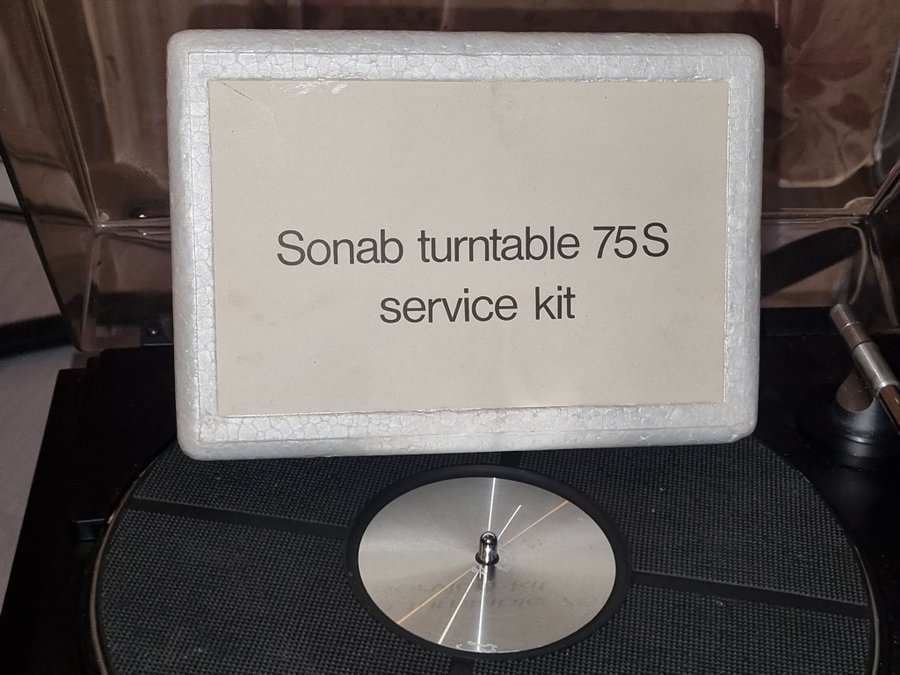 Sonab turntable 75S
service kit